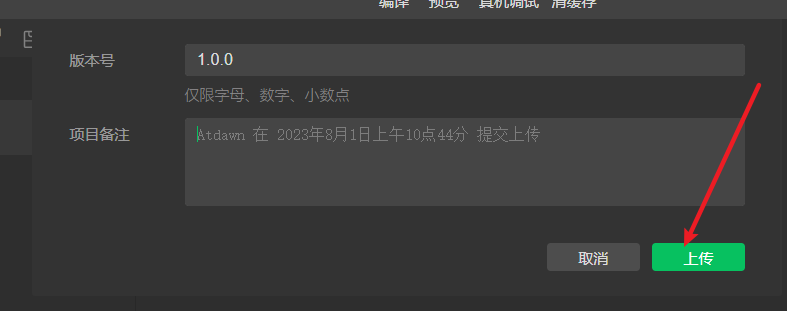 编译 预览 真机调试 清缓存
版本号 1.0.0
仅限字母、数字、小数点
项目备注 Atdawn 在 2023年8月1日上午10点44分 提交上传
取消 上传